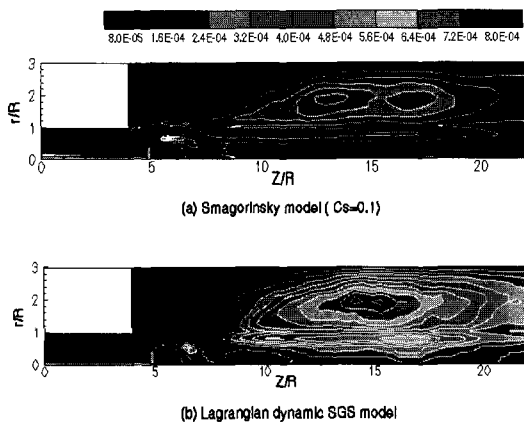 8.0E-05 1.6E-04 2.4E-04 3.2E-04 4.0E-04 4.8E-04 5.6E-04 6.4E-04 7.2E-04 8.0E-04
3
2
1
0
r/R
0 5 10 15 20
Z/R
(a) Smagorinsky model ( Cs=0.1)
3
2
1
0
r/R
0 5 10 15 20
Z/R
(b) Lagrangian dynamic SGS model